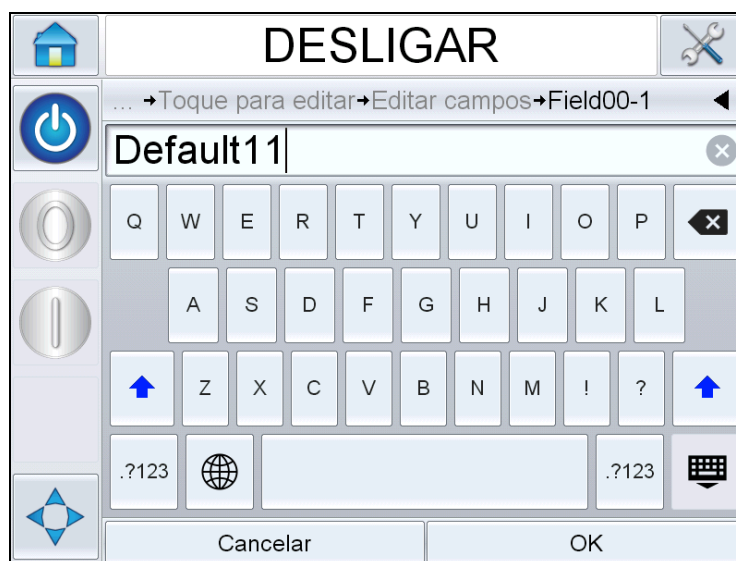 DESLIGAR
... →Toque para editar→Editar campos→Field00-1
Default11
Q W E R T Y U I O P
A S D F G H J K L
Z X C V B N M ! ?
.?123 .?123
Cancelar OK